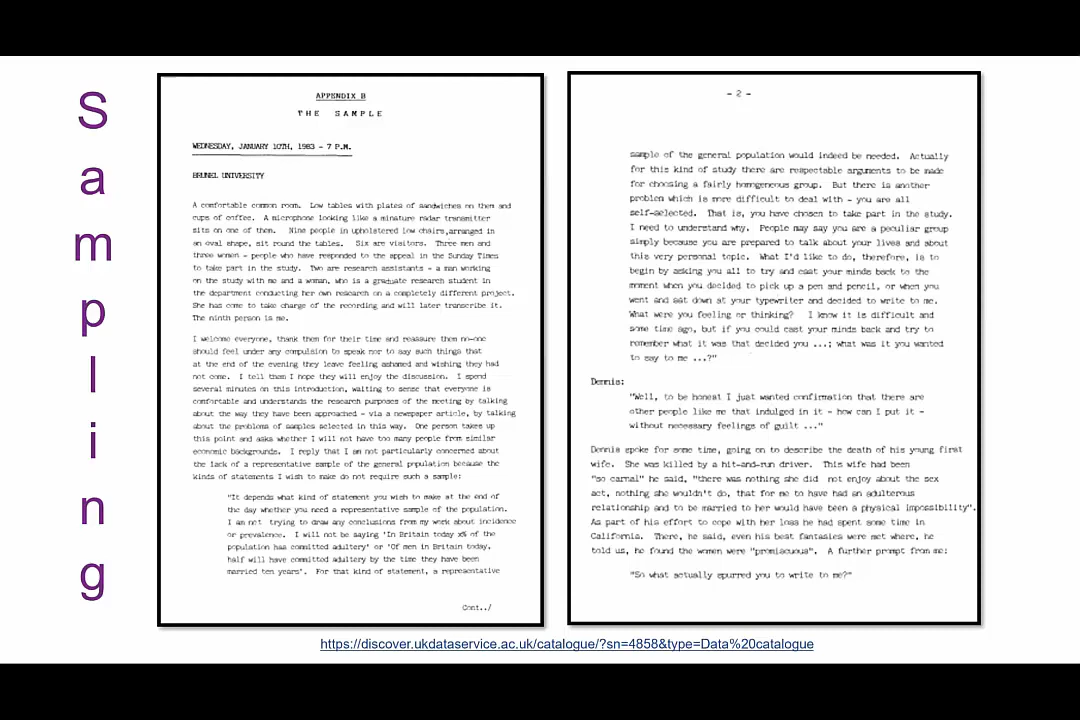 Sampling
APPENDIX B
THE SAMPLE
WEDNESDAY, JANUARY 10TH, 1983 - 7 P.M.
BRUNEL UNIVERSITY
A comfortable common room. Low tables with plates of sandwiches on them and
cups of coffee. A microphone looking like a minature radar transmitter
sits on one of them. Nine people in upholstered low chairs,arranged in
an oval shape, sit round the tables. Six are visitors. Three men and
three women - people who have responded to the appeal in the Sunday Times
to take part in the study. Two are research assistants - a man working
on the study with me and a woman, who is a graduate research student in
the department conducting her own research on a completely different project.
She has come to take charge of the recording and will later transcribe it.
The ninth person is me.
I welcome everyone, thank them for their time and reassure them no-one
should feel under any compulsion to speak nor to say such things that
at the end of the evening they leave feeling ashamed and wishing they had
not come. I tell them I hope they will enjoy the discussion. I spend
several minutes on this introduction, waiting to sense that everyone is
comfortable and understands the research purposes of the meeting by talking
about the way they have been approached - via a newspaper article, by talking
about the problems of samples selected in this way. One person takes up
this point and asks whether I will not have too many people from similar
economic backgrounds. I reply that I am not particularly concerned about
the lack of a representative sample of the general population because the
kinds of statements I wish to make do not require such a sample:
"It depends what kind of statement you wish to make at the end of
the day whether you need a representative sample of the population.
I am not trying to draw any conclusions from my work about incidence
or prevalence. I will not be saying 'In Britain today x% of the
population has committed adultery' or 'Of men in Britain today,
half will have committed adultery by the time they have been
married ten years'. For that kind of statement, a representative
Cont../
- 2 -
sample of the general population would indeed be needed. Actually
for this kind of study there are respectable arguments to be made
for choosing a fairly homogeneous group. But there is another
problem which is more difficult to deal with - you are all
self-selected. That is, you have chosen to take part in the study.
I need to understand why. People may say you are a peculiar group
simply because you are prepared to talk about your lives and about
this very personal topic. What I'd like to do, therefore, is to
begin by asking you all to try and cast your minds back to the
moment when you decided to pick up a pen and pencil, or when you
went and sat down at your typewriter and decided to write to me.
What were you feeling or thinking? I know it is difficult and
some time ago, but if you could cast your minds back and try to
remember what it was that decided you ...; what was it you wanted
to say to me ...?"
Dennis:
"Well, to be honest I just wanted confirmation that there are
other people like me that indulged in it - how can I put it -
without necessary feelings of guilt ..."
Dennis spoke for some time, going on to describe the death of his young first
wife. She was killed by a hit-and-run driver. This wife had been
"so carnal" he said, "there was nothing she did not enjoy about the sex
act, nothing she wouldn't do, that for me to have had an adulterous
relationship and to be married to her would have been a physical impossibility".
As part of his effort to cope with her loss he had spent some time in
California. There, he said, even his best fantasies were met where, he
told us, he found the women were "promiscuous". A further prompt from me:
"So what actually spurred you to write to me?"
https://discover.ukdataservice.ac.uk/catalogue/?sn=4858&type=Data%20catalogue